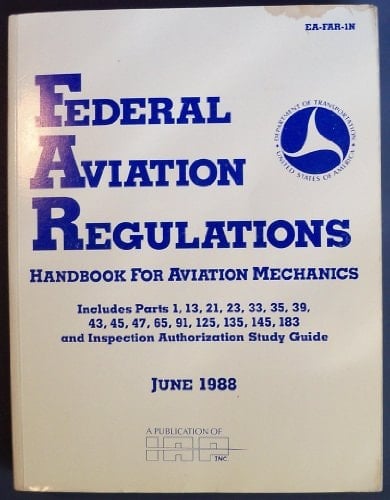 EA-FAR-1N
FEDERAL
AVIATION
REGULATIONS
DEPARTMENT OF TRANSPORTATION
UNITED STATES OF AMERICA
HANDBOOK FOR AVIATION MECHANICS
Includes Parts 1, 13, 21, 23, 33, 35, 39,
43, 45, 47, 65, 91, 125, 135, 145, 183
and Inspection Authorization Study Guide
JUNE 1988
A PUBLICATION OF
IAP
INC.